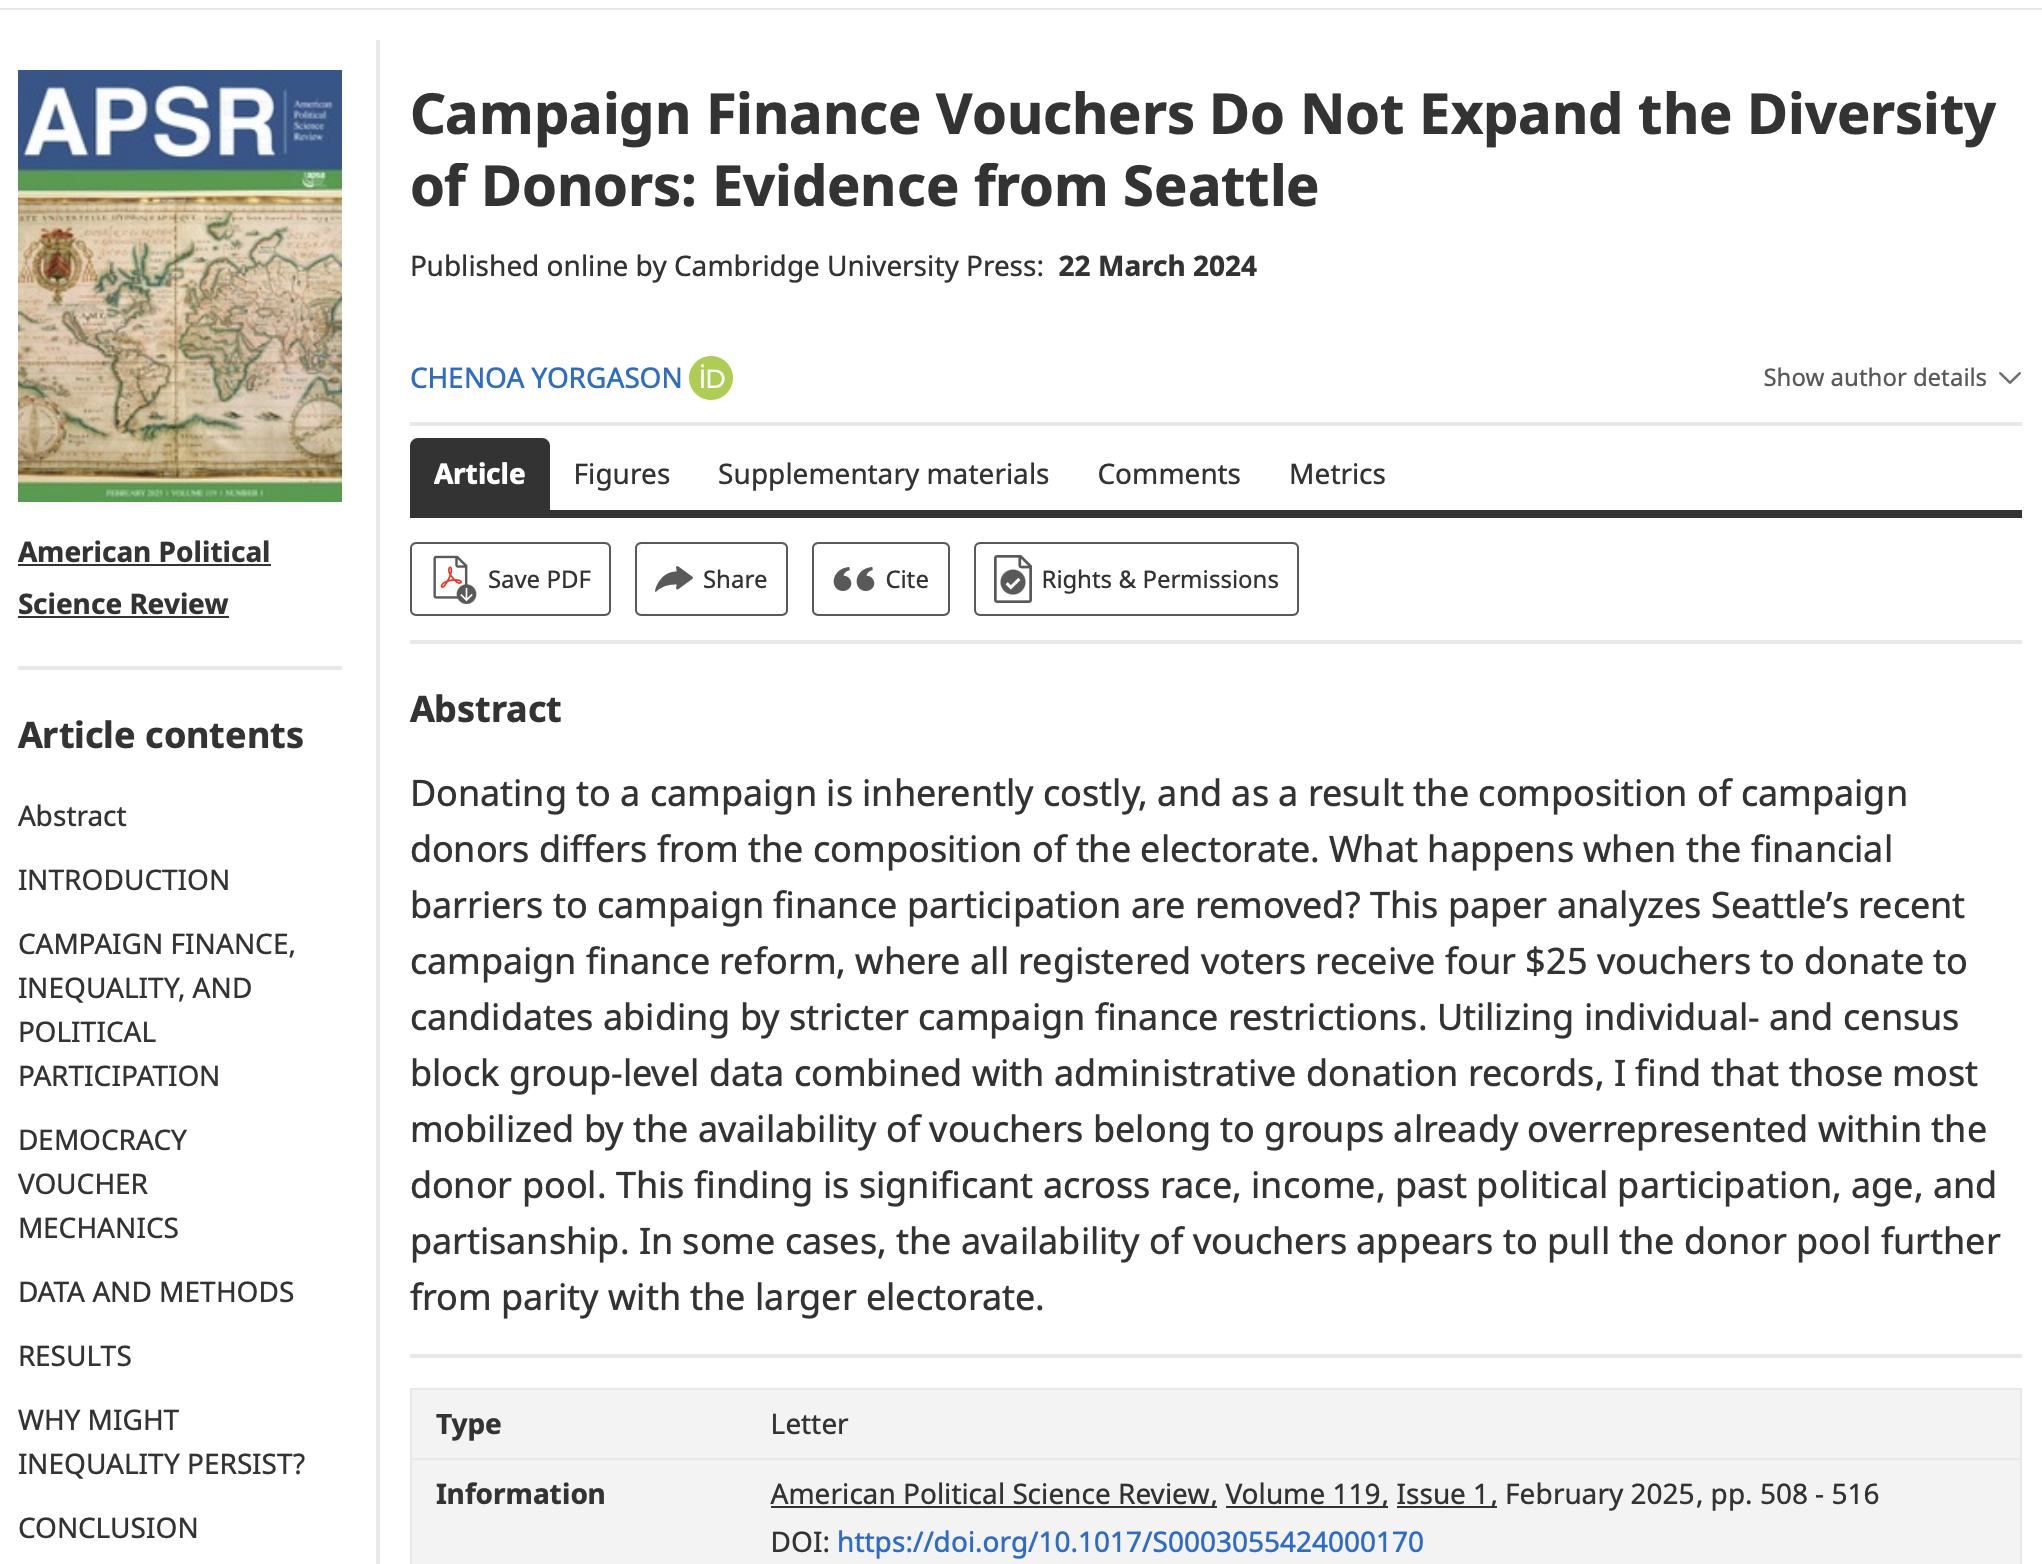 APSR
American
Political
Science
Review
FEBRUARY 2025 | VOLUME 119 | NUMBER 1
American Political
Science Review
Article contents
Abstract
INTRODUCTION
CAMPAIGN FINANCE,
INEQUALITY, AND
POLITICAL
PARTICIPATION
DEMOCRACY
VOUCHER
MECHANICS
DATA AND METHODS
RESULTS
WHY MIGHT
INEQUALITY PERSIST?
CONCLUSION
Campaign Finance Vouchers Do Not Expand the Diversity
of Donors: Evidence from Seattle
Published online by Cambridge University Press: 22 March 2024
CHENOA YORGASON iD
Show author details
Article Figures Supplementary materials Comments Metrics
Save PDF Share Cite Rights & Permissions
Abstract
Donating to a campaign is inherently costly, and as a result the composition of campaign
donors differs from the composition of the electorate. What happens when the financial
barriers to campaign finance participation are removed? This paper analyzes Seattle’s recent
campaign finance reform, where all registered voters receive four $25 vouchers to donate to
candidates abiding by stricter campaign finance restrictions. Utilizing individual- and census
block group-level data combined with administrative donation records, I find that those most
mobilized by the availability of vouchers belong to groups already overrepresented within the
donor pool. This finding is significant across race, income, past political participation, age, and
partisanship. In some cases, the availability of vouchers appears to pull the donor pool further
from parity with the larger electorate.
Type Letter
Information American Political Science Review, Volume 119, Issue 1, February 2025, pp. 508 - 516
DOI: https://doi.org/10.1017/S0003055424000170